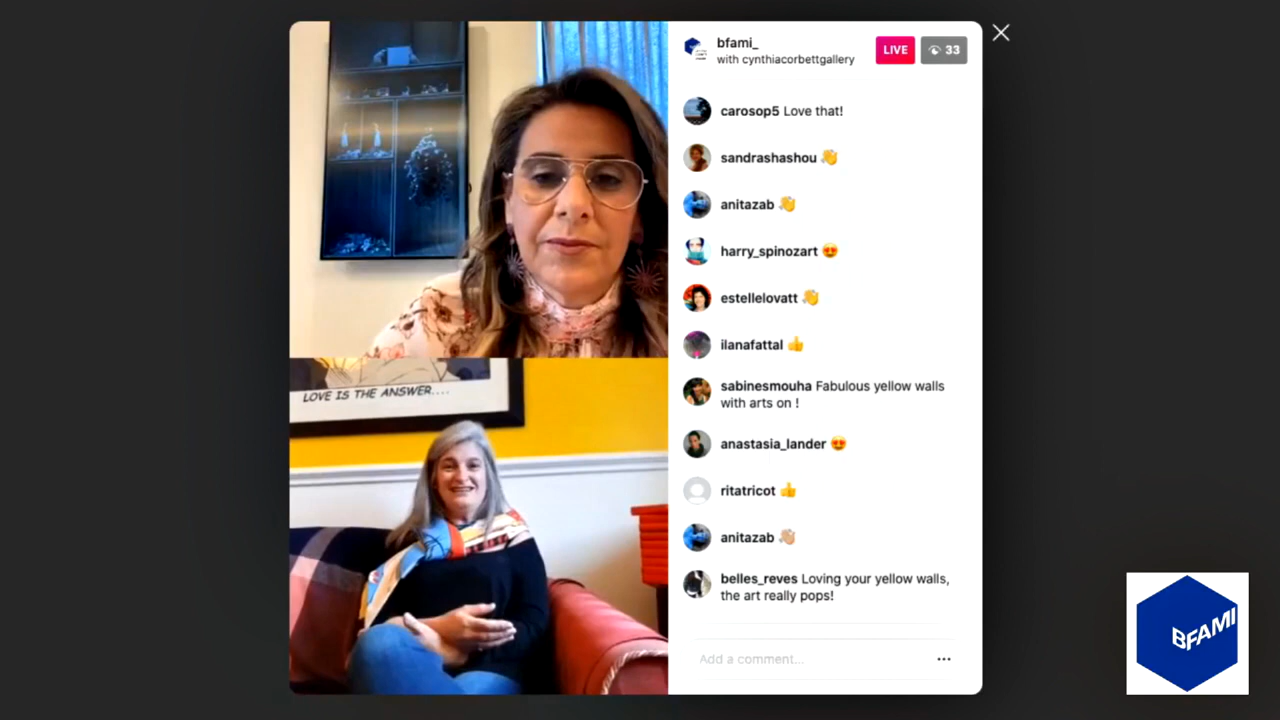 bfami_
with cynthiacorbettgallery
LIVE
33
carosop5 Love that!
sandrashashou 👋
anitazab 👋
harry_spinozart 😍
estellelovatt 👋
ilanafattal 👍
sabinesmouha Fabulous yellow walls
with arts on !
anastasia_lander 😍
ritatricot 👍
anitazab 👋🏼
belles_reves Loving your yellow walls,
the art really pops!
Add a comment...
LOVE IS THE ANSWER....
BFAMI